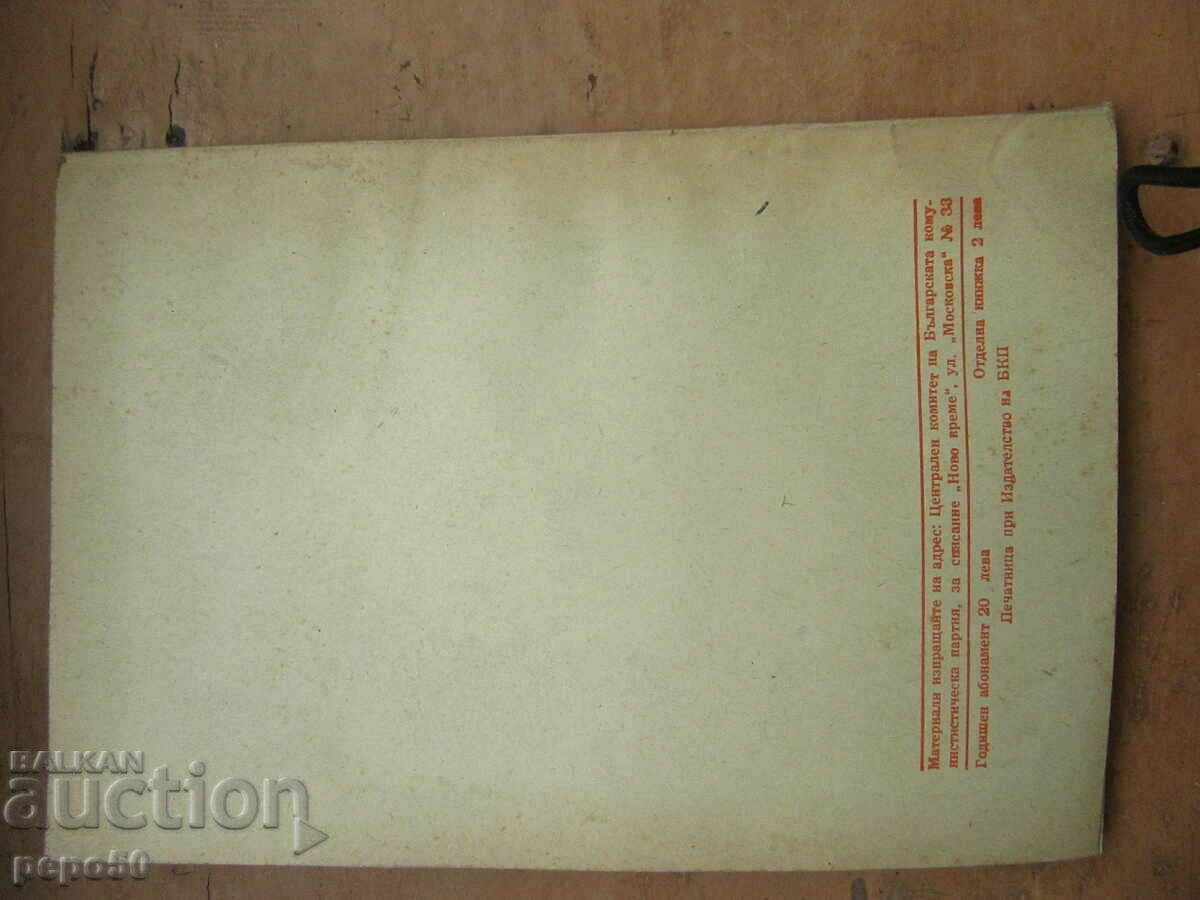 Материали изпращайте на адрес: Централен комитет на Българската кому-
нистистическа партия, за списание „Ново време", ул. „Московска" № 33
Годишен абонамент 20 лева Отделна книжка 2 лева
Печатница при Издателство на БКП
BALKAN
auction
pepo50